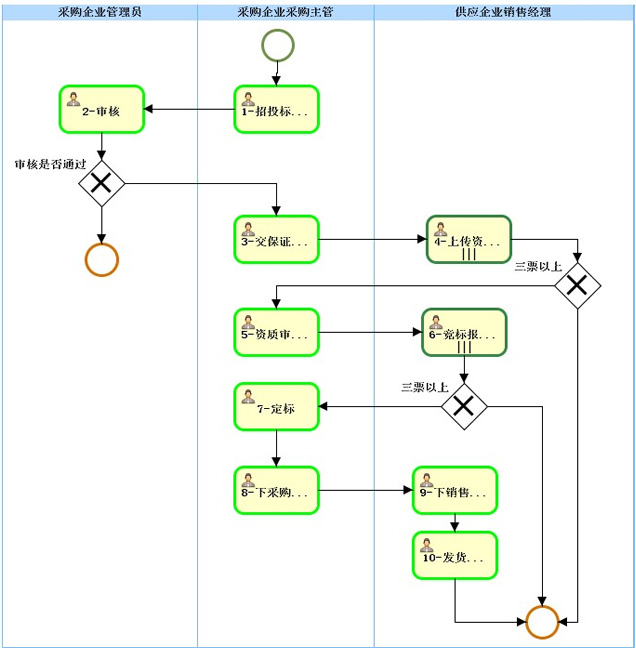 采购企业管理员
采购企业采购主管
供应企业销售经理
1-招投标...
2-审核
审核是否通过
3-交保证...
4-上传资...
三票以上
5-资质审...
6-竞标报...
三票以上
7-定标
8-下采购...
9-下销售...
10-发货...